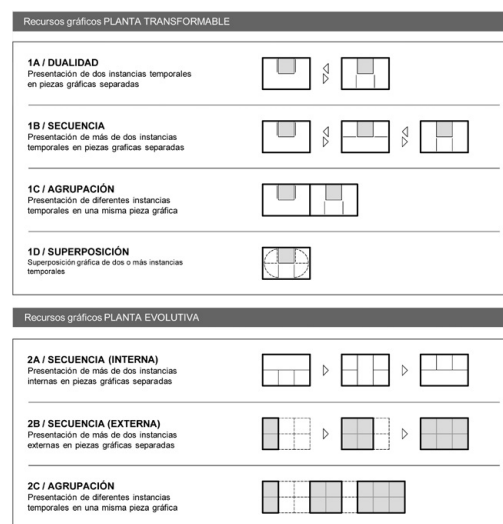 Recursos gráficos PLANTA TRANSFORMABLE
1A / DUALIDAD
Presentación de dos instancias temporales
en piezas gráficas separadas
1B / SECUENCIA
Presentación de más de dos instancias
temporales en piezas graficas separadas
1C / AGRUPACIÓN
Presentación de diferentes instancias
temporales en una misma pieza gráfica
1D / SUPERPOSICIÓN
Superposición gráfica de dos o más instancias
temporales
Recursos gráficos PLANTA EVOLUTIVA
2A / SECUENCIA (INTERNA)
Presentación de más de dos instancias
internas en piezas gráficas separadas
2B / SECUENCIA (EXTERNA)
Presentación de más de dos instancias
externas en piezas gráficas separadas
2C / AGRUPACIÓN
Presentación de diferentes instancias
temporales en una misma pieza gráfica